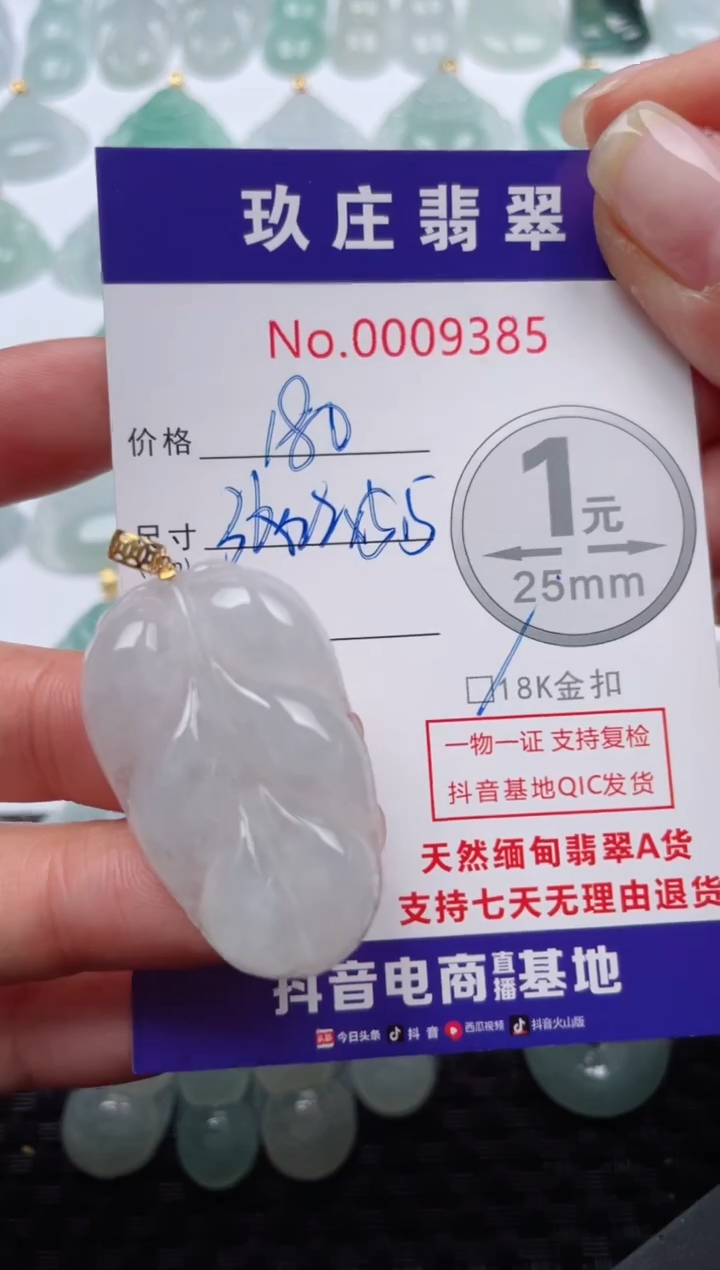 玖庄翡翠
No.0009385
价格 180
尺寸
1元
25mm
18K金扣
一物一证 支持复检
抖音基地QIC发货
天然缅甸翡翠A货
支持七天无理由退货
抖音电商直播基地
今日头条 抖音 西瓜视频 抖音火山版